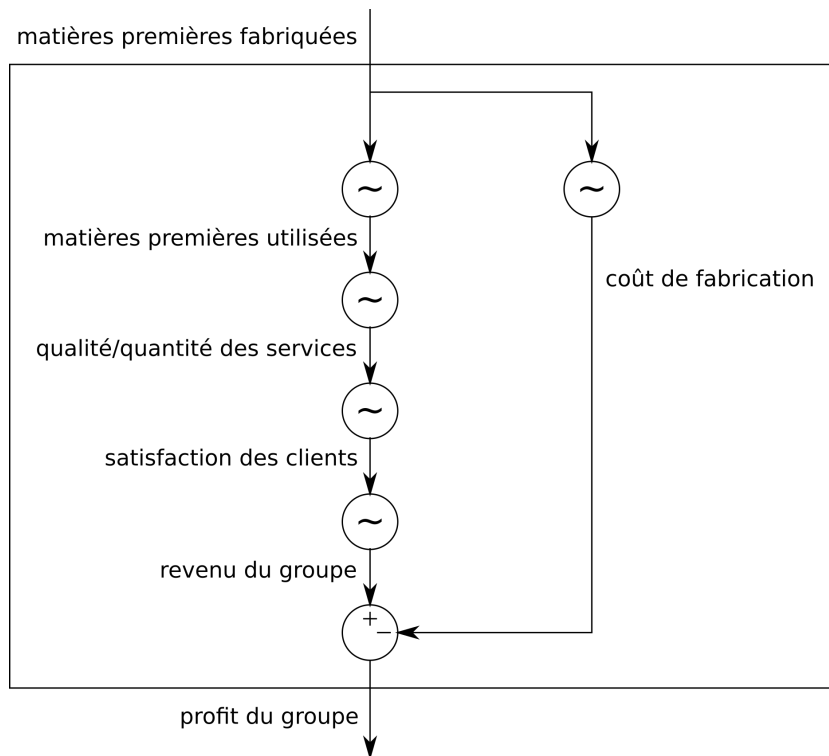 matières premières fabriquées
~
~
matières premières utilisées
coût de fabrication
~
qualité/quantité des services
~
satisfaction des clients
~
revenu du groupe
+
−
profit du groupe